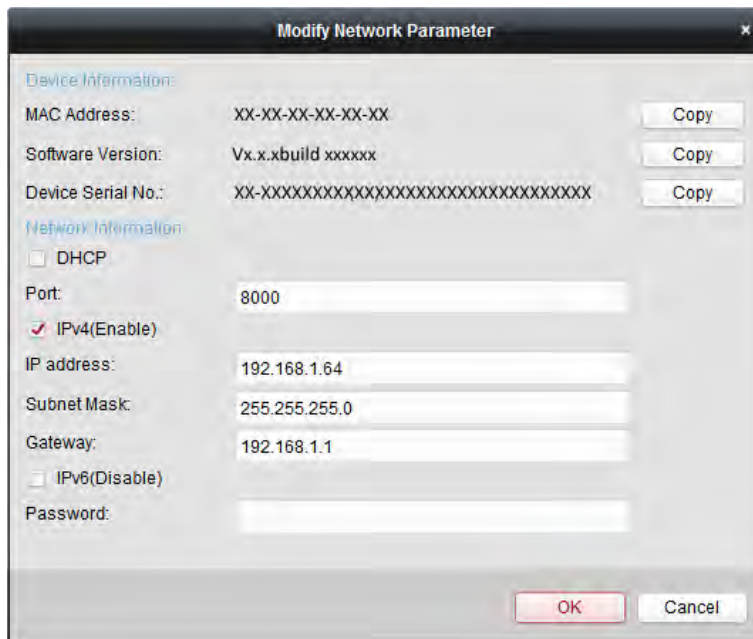 Modify Network Parameter ×
Device Information:
MAC Address: XX-XX-XX-XX-XX-XX Copy
Software Version: Vx.x.xbuild xxxxxx Copy
Device Serial No.: XX-XXXXXXXXXXXXXXXXXXXXXXXXXXXXXXXX Copy
Network Information
DHCP
Port: 8000
IPv4(Enable)
IP address: 192.168.1.64
Subnet Mask: 255.255.255.0
Gateway: 192.168.1.1
IPv6(Disable)
Password:
OK Cancel